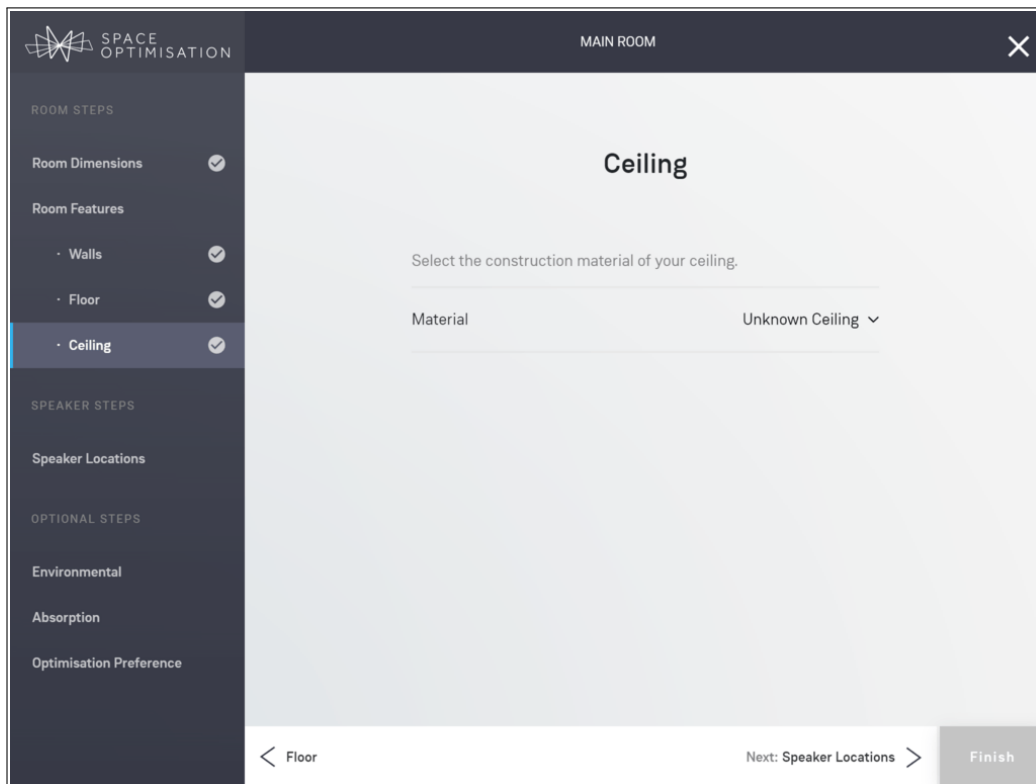 SPACE
OPTIMISATION
MAIN ROOM
ROOM STEPS
Room Dimensions
Room Features
· Walls
· Floor
· Ceiling
SPEAKER STEPS
Speaker Locations
OPTIONAL STEPS
Environmental
Absorption
Optimisation Preference
Ceiling
Select the construction material of your ceiling.
Material Unknown Ceiling
Floor
Next: Speaker Locations
Finish